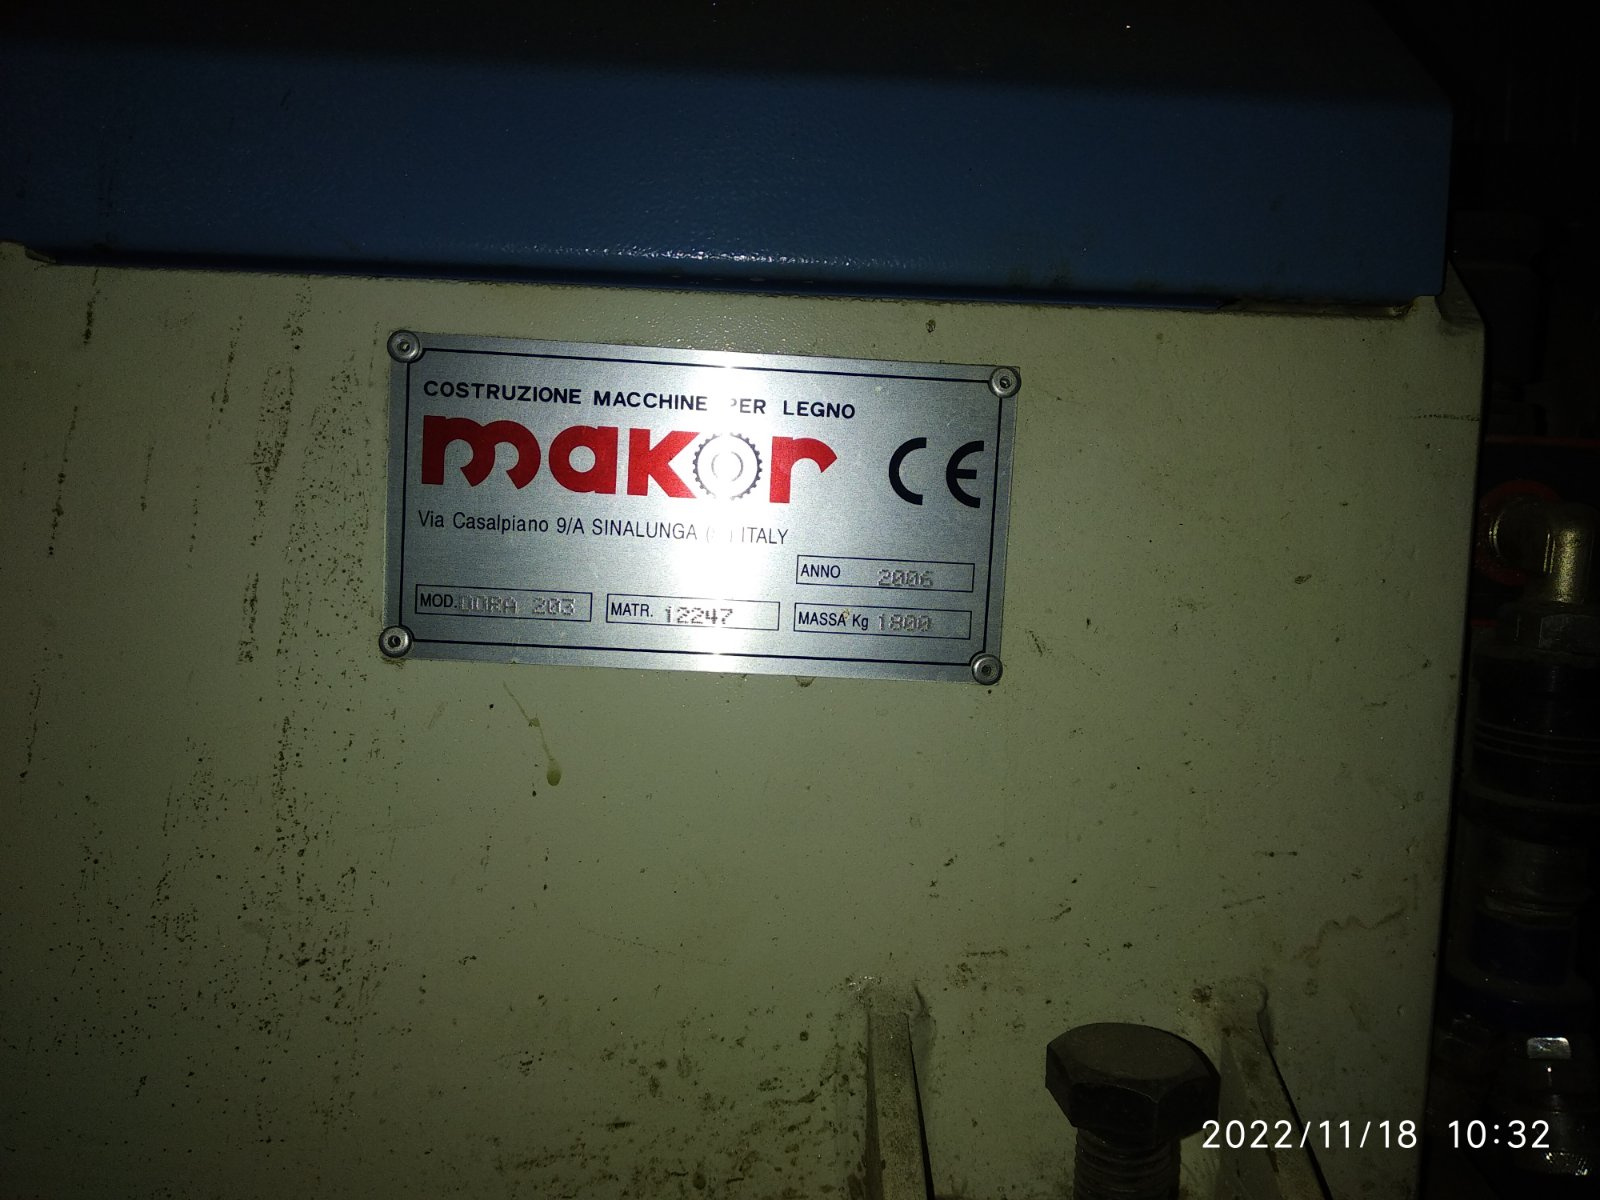 COSTRUZIONE MACCHINE PER LEGNO
makor CE
Via Casalpiano 9/A SINALUNGA ITALY
ANNO 2006
MOD. DORA 203 MATR. 12247 MASSA Kg 1800
2022/11/18 10:32